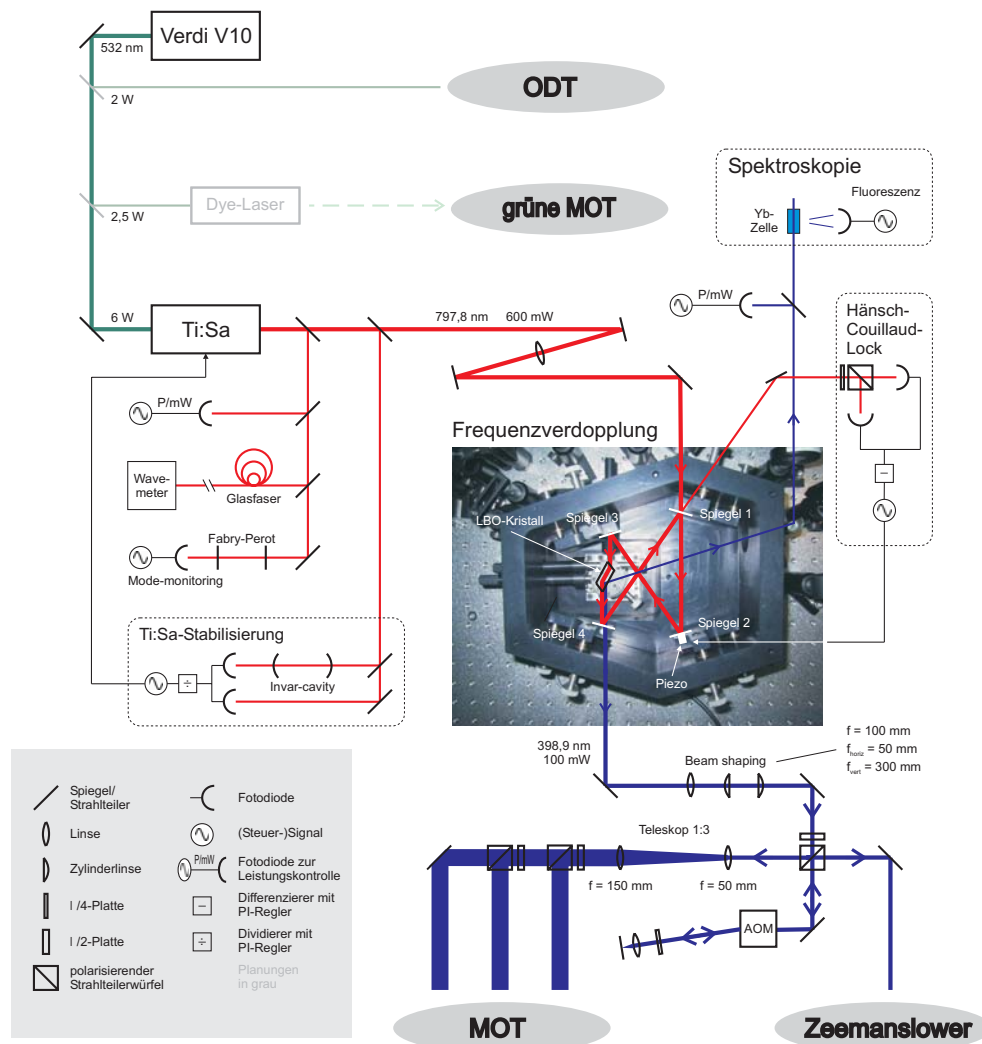 Verdi V10
532 nm
ODT
2 W
Dye-Laser
grüne MOT
2,5 W
Spektroskopie
Fluoreszenz
Yb-
Zelle
P/mW
6 W
Ti:Sa
797,8 nm 600 mW
Hänsch-
Couillaud-
Lock
P/mW
Wave-
meter
Glasfaser
Fabry-Perot
Mode-monitoring
Ti:Sa-Stabilisierung
÷
Invar-cavity
Frequenzverdopplung
LBO-Kristall
Spiegel 3
Spiegel 1
Spiegel 4
Spiegel 2
Piezo
–
398,9 nm
100 mW
Beam shaping
f = 100 mm
fhoriz = 50 mm
fvert = 300 mm
Teleskop 1:3
f = 150 mm
f = 50 mm
AOM
MOT
Zeemanslower
Spiegel/
Strahlteiler
Linse
Zylinderlinse
l /4-Platte
l /2-Platte
polarisierender
Strahlteilerwürfel
Fotodiode
(Steuer-)Signal
P/mW
Fotodiode zur
Leistungskontrolle
–
Differenzierer mit
PI-Regler
÷
Dividierer mit
PI-Regler
Planungen
in grau